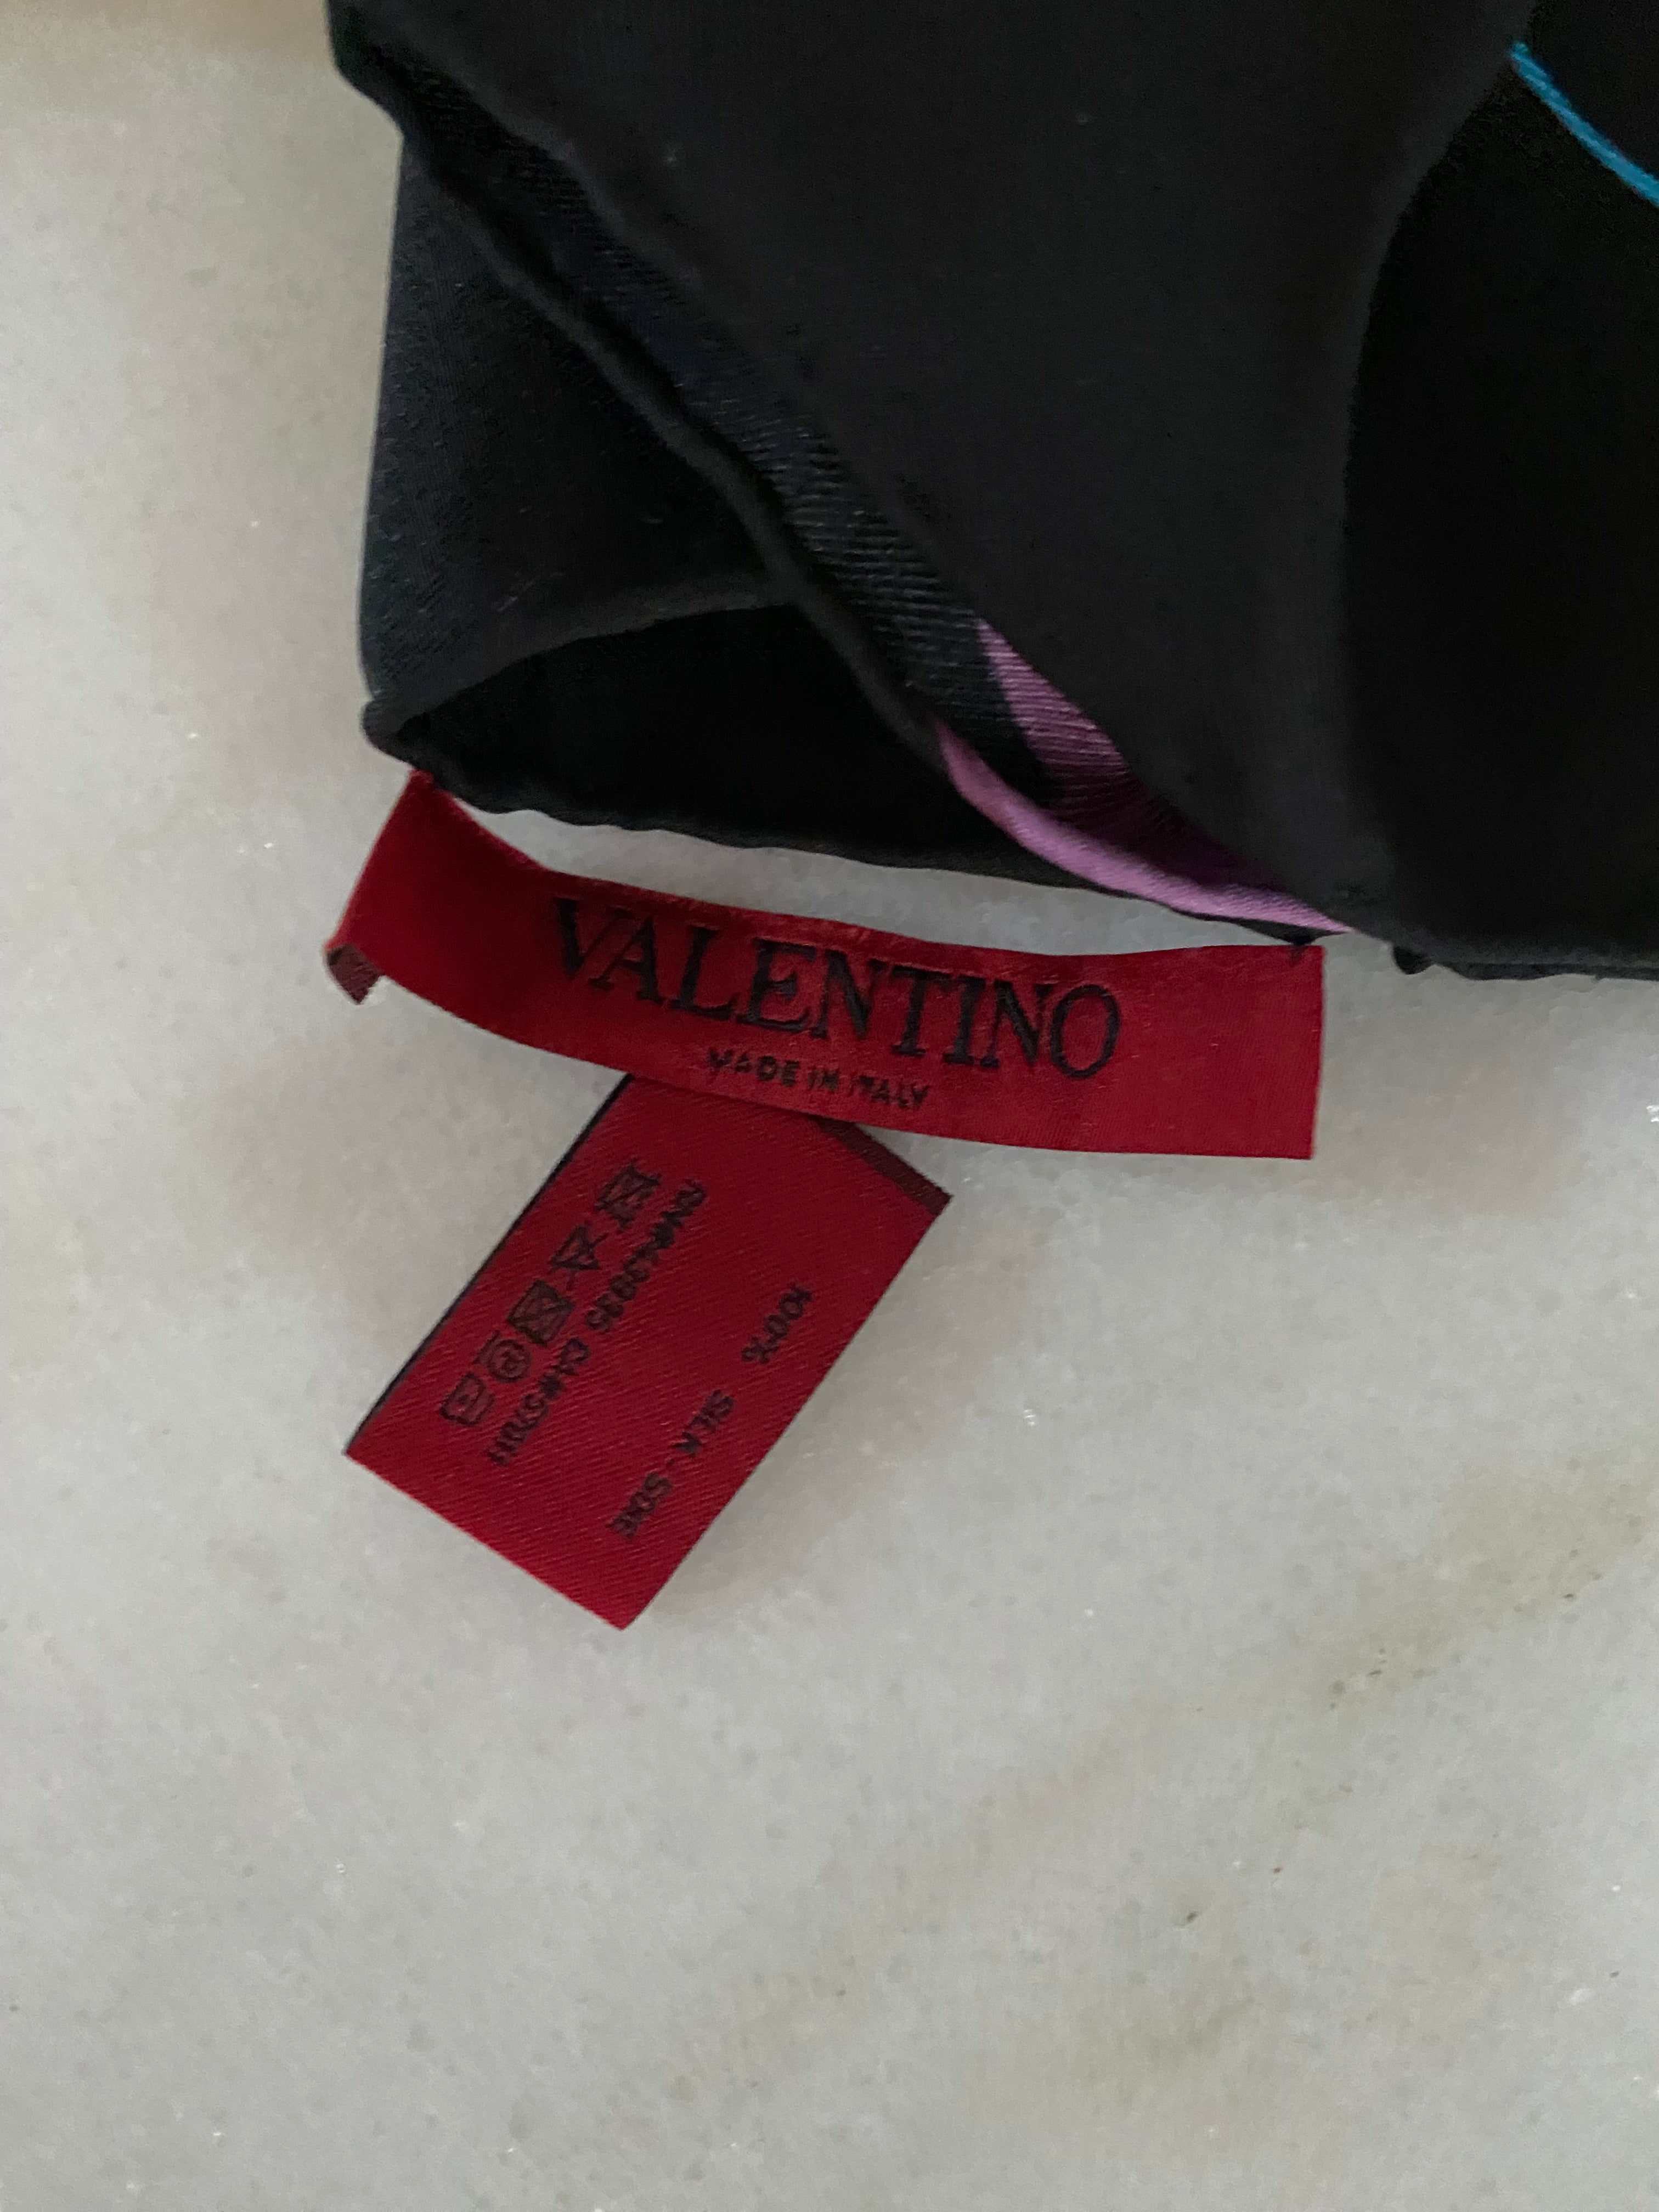 VALENTINO
MADE IN ITALY
100%
SILK - SOIE